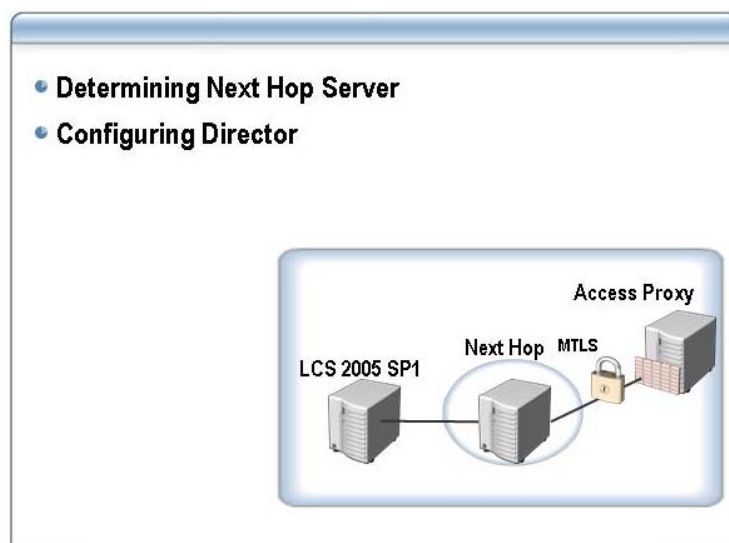 Determining Next Hop Server
Configuring Director
Access Proxy
Next Hop
MTLS
LCS 2005 SP1